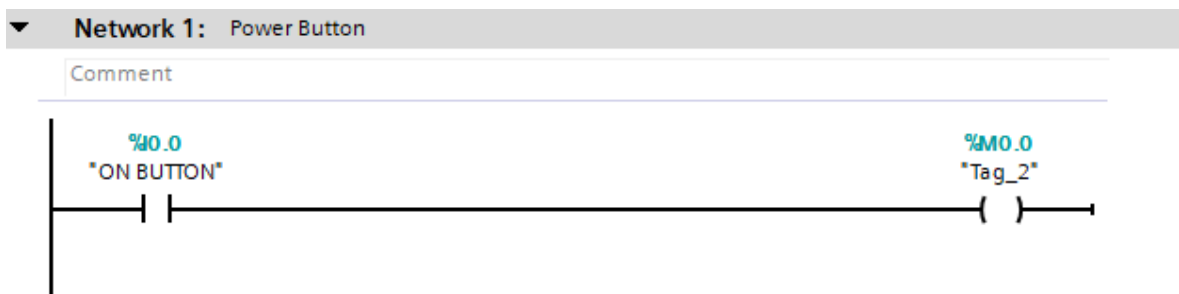 Network 1: Power Button
Comment
%I0.0 %M0.0
"ON BUTTON" "Tag_2"